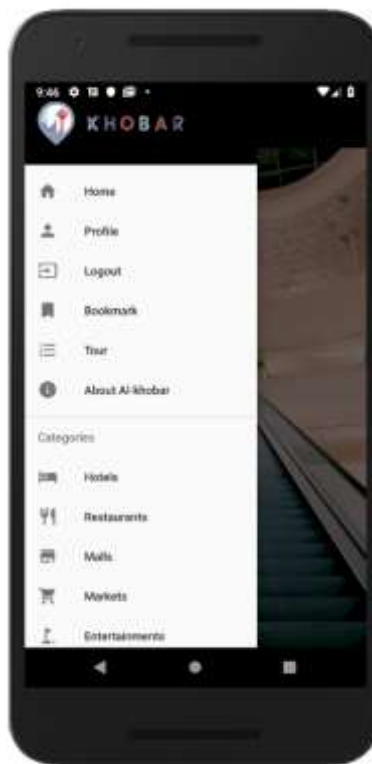 9:46
KHOBAR
Home
Profile
Logout
Bookmark
Tour
About Al-khobar
Categories
Hotels
Restaurants
Malls
Markets
Entertainments